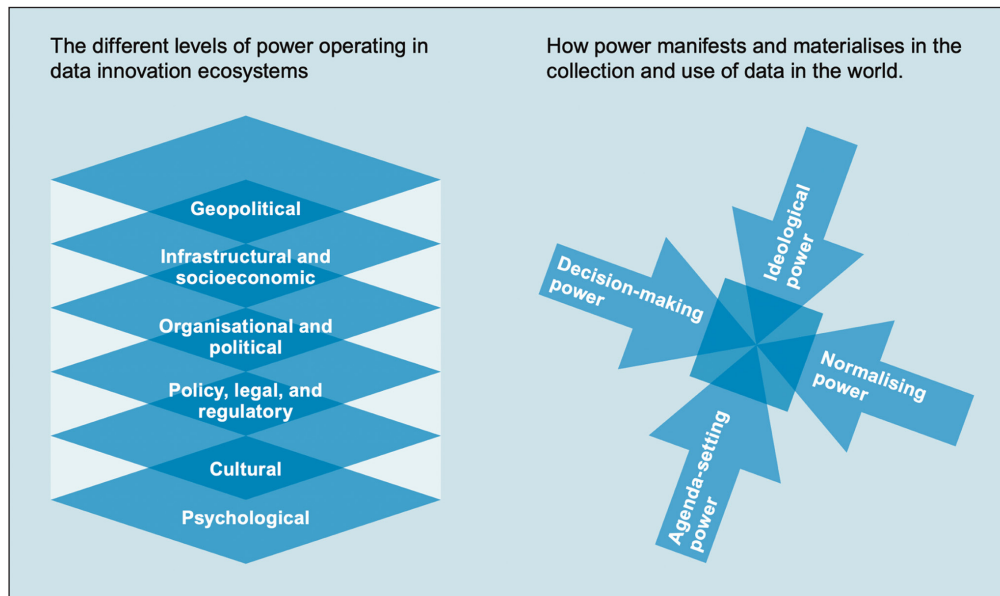 The different levels of power operating in
data innovation ecosystems
Geopolitical
Infrastructural and
socioeconomic
Organisational and
political
Policy, legal, and
regulatory
Cultural
Psychological
How power manifests and materialises in the
collection and use of data in the world.
Ideological
power
Decision-making
power
Normalising
power
Agenda-setting
power